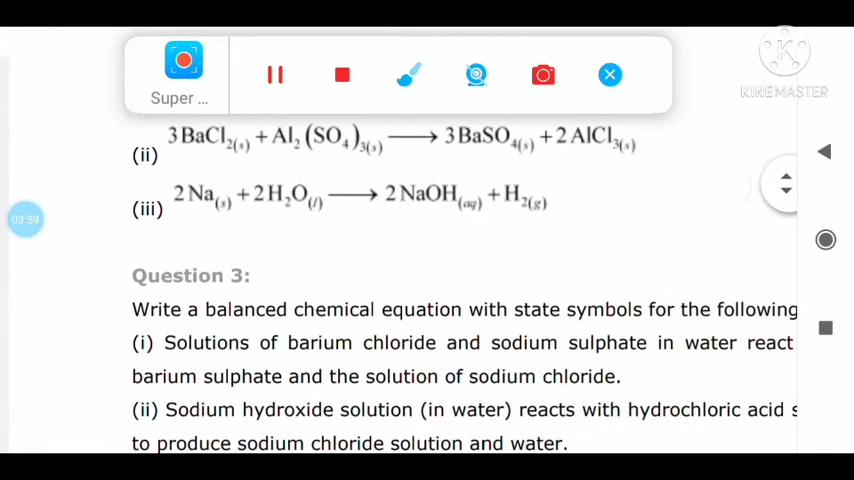 Super ...
KINEMASTER
(ii) 3BaCl₂₍ₛ₎ + Al₂(SO₄)₃₍ₛ₎ ⟶ 3BaSO₄₍ₛ₎ + 2AlCl₃₍ₛ₎
(iii) 2Na₍ₛ₎ + 2H₂O₍ₗ₎ ⟶ 2NaOH(aq) + H₂(g)
03:59
Question 3:
Write a balanced chemical equation with state symbols for the following
(i) Solutions of barium chloride and sodium sulphate in water react
barium sulphate and the solution of sodium chloride.
(ii) Sodium hydroxide solution (in water) reacts with hydrochloric acid s
to produce sodium chloride solution and water.